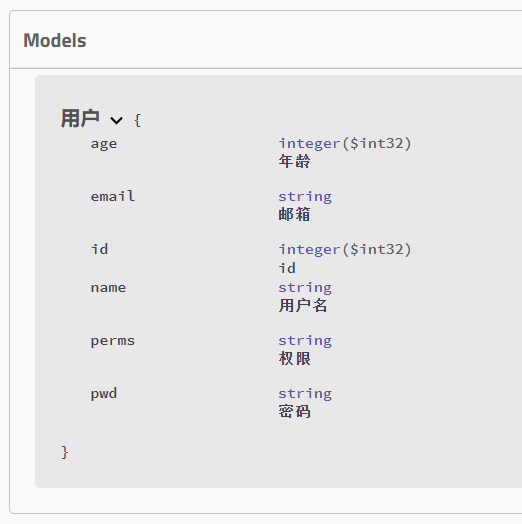 Models
用户 {
age integer($int32)
年龄
email string
邮箱
id integer($int32)
id
name string
用户名
perms string
权限
pwd string
密码
}